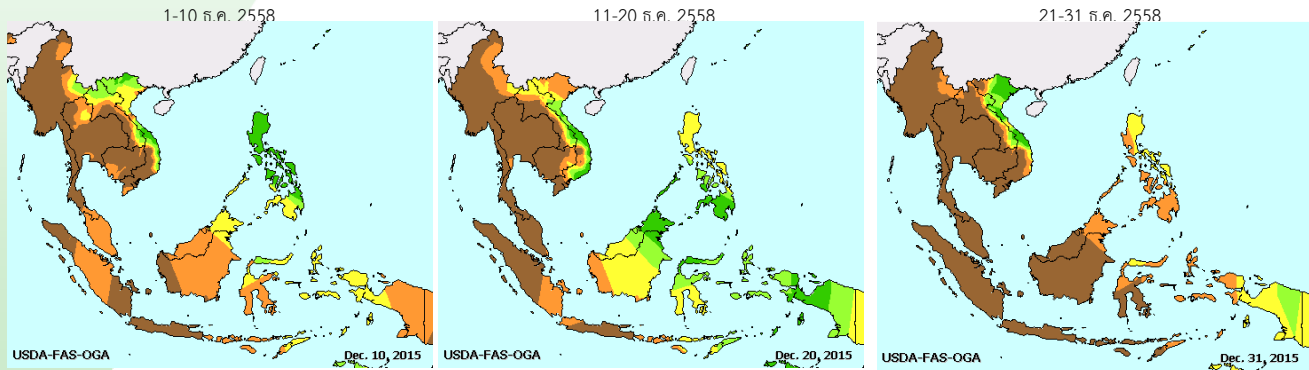 1-10 ธ.ค. 2558
11-20 ธ.ค. 2558
21-31 ธ.ค. 2558
USDA-FAS-OGA
Dec. 10, 2015
USDA-FAS-OGA
Dec. 20, 2015
USDA-FAS-OGA
Dec. 31, 2015